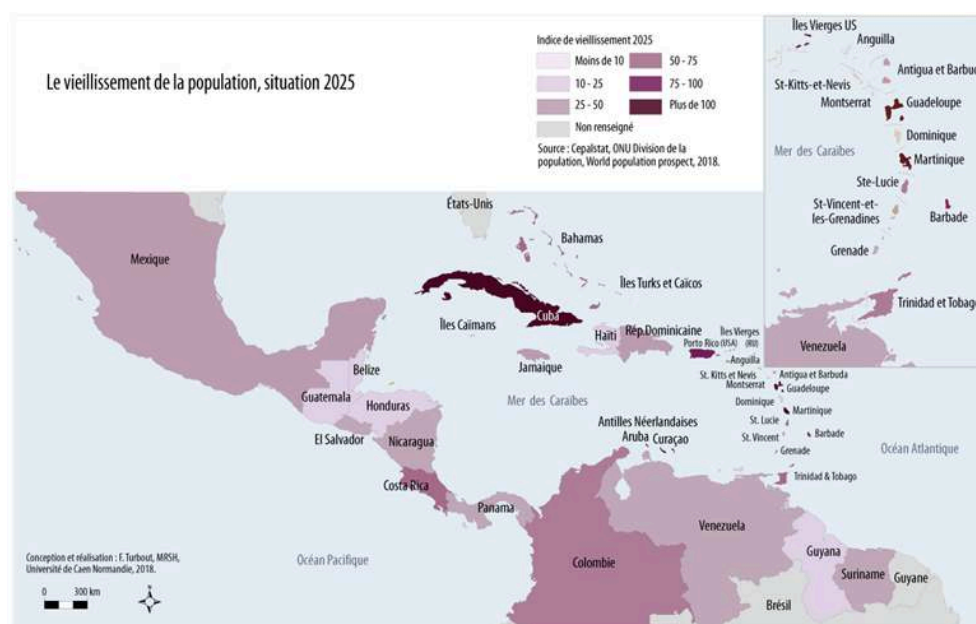 Le vieillissement de la population, situation 2025
Indice de vieillissement 2025
Moins de 10
10 - 25
25 - 50
50 - 75
75 - 100
Plus de 100
Non renseigné
Source : Cepalstat, ONU Division de la
population, World population prospect, 2018.
Îles Vierges US
Anguilla
Antigua et Barbud
St-Kitts-et-Nevis
Montserrat
Guadeloupe
Dominique
Mer des Caraïbes
Martinique
Ste-Lucie
St-Vincent-et-
les-Grenadines
Barbade
Grenade
Trinidad et Tobago
Venezuela
États-Unis
Mexique
Bahamas
Îles Turks et Caïcos
Cuba
Îles Caïmans
Haïti
Rép.Dominicaine
Porto Rico (USA)
Îles Vierges
(RU)
Jamaïque
Anguilla
St. Kitts et Nevis
Antigua et Barbuda
Montserrat
Guadeloupe
Belize
Guatemala
Honduras
Mer des Caraïbes
Dominique
Martinique
Antilles Néerlandaises
St. Lucie
El Salvador
Nicaragua
Aruba
Curaçao
St. Vincent
Barbade
Océan Atlantique
Grenade
Costa Rica
Trinidad & Tobago
Panama
Venezuela
Conception et réalisation : F. Turbout, MRSH,
Université de Caen Normandie, 2018.
Océan Pacifique
Colombie
Guyana
Suriname
Guyane
Brésil
0
300 km
N